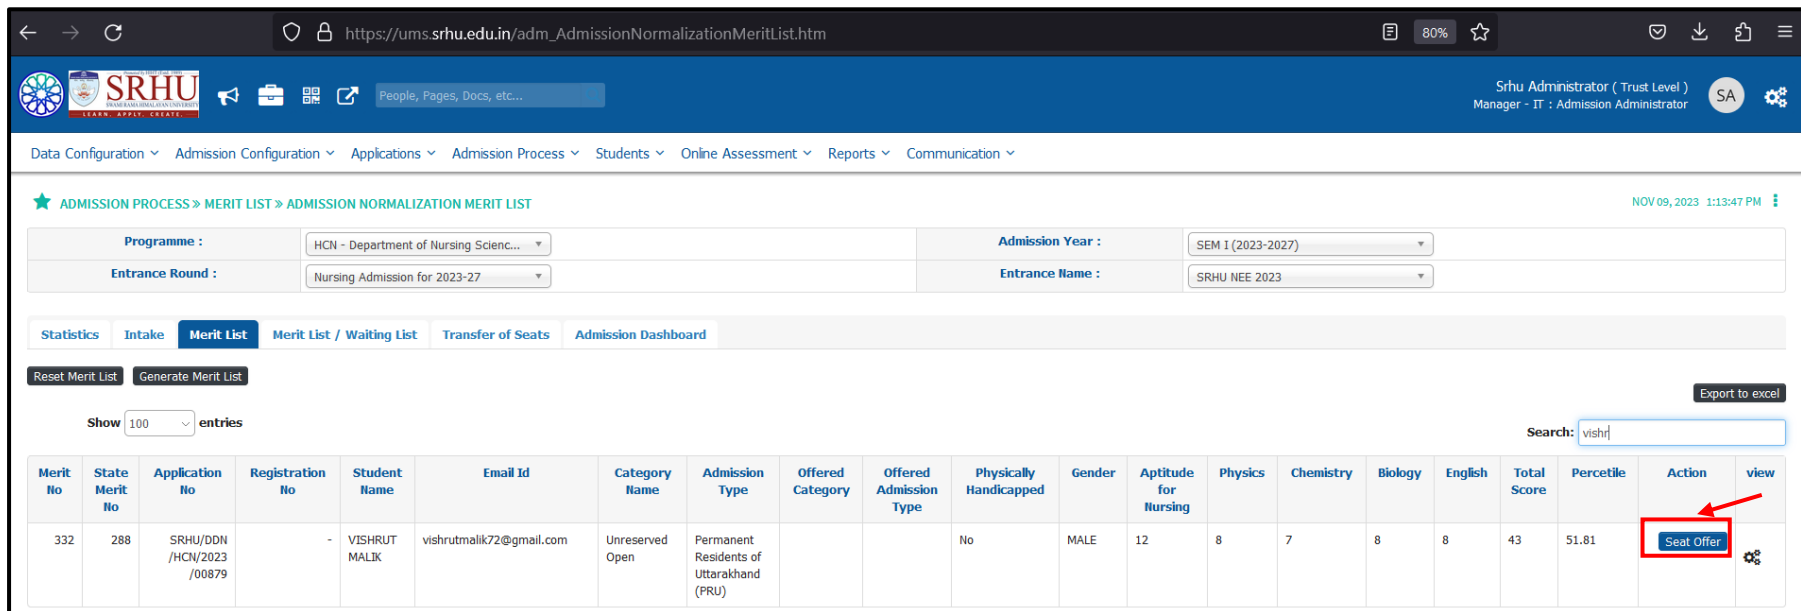 https://ums.srhu.edu.in/adm_AdmissionNormalizationMeritList.htm 80%
SRHU
SWAMI RAMA HIMALAYAN UNIVERSITY
LEARN. APPLY. CREATE.
People, Pages, Docs, etc...
Srhu Administrator ( Trust Level )
Manager - IT : Admission Administrator
SA
Data Configuration Admission Configuration Applications Admission Process Students Online Assessment Reports Communication
ADMISSION PROCESS » MERIT LIST » ADMISSION NORMALIZATION MERIT LIST
NOV 09, 2023 1:13:47 PM
Programme : HCN - Department of Nursing Scienc... Admission Year : SEM I (2023-2027)
Entrance Round : Nursing Admission for 2023-27 Entrance Name : SRHU NEE 2023
Statistics Intake Merit List Merit List / Waiting List Transfer of Seats Admission Dashboard
Reset Merit List Generate Merit List
Export to excel
Show 100 entries
Search: vishr
Merit No State Merit No Application No Registration No Student Name Email Id Category Name Admission Type Offered Category Offered Admission Type Physically Handicapped Gender Aptitude for Nursing Physics Chemistry Biology English Total Score Percetile Action view
332 288 SRHU/DDN/HCN/2023/00879 - VISHRUT MALIK vishrutmalik72@gmail.com Unreserved Open Permanent Residents of Uttarakhand (PRU) No MALE 12 8 7 8 8 43 51.81 Seat Offer